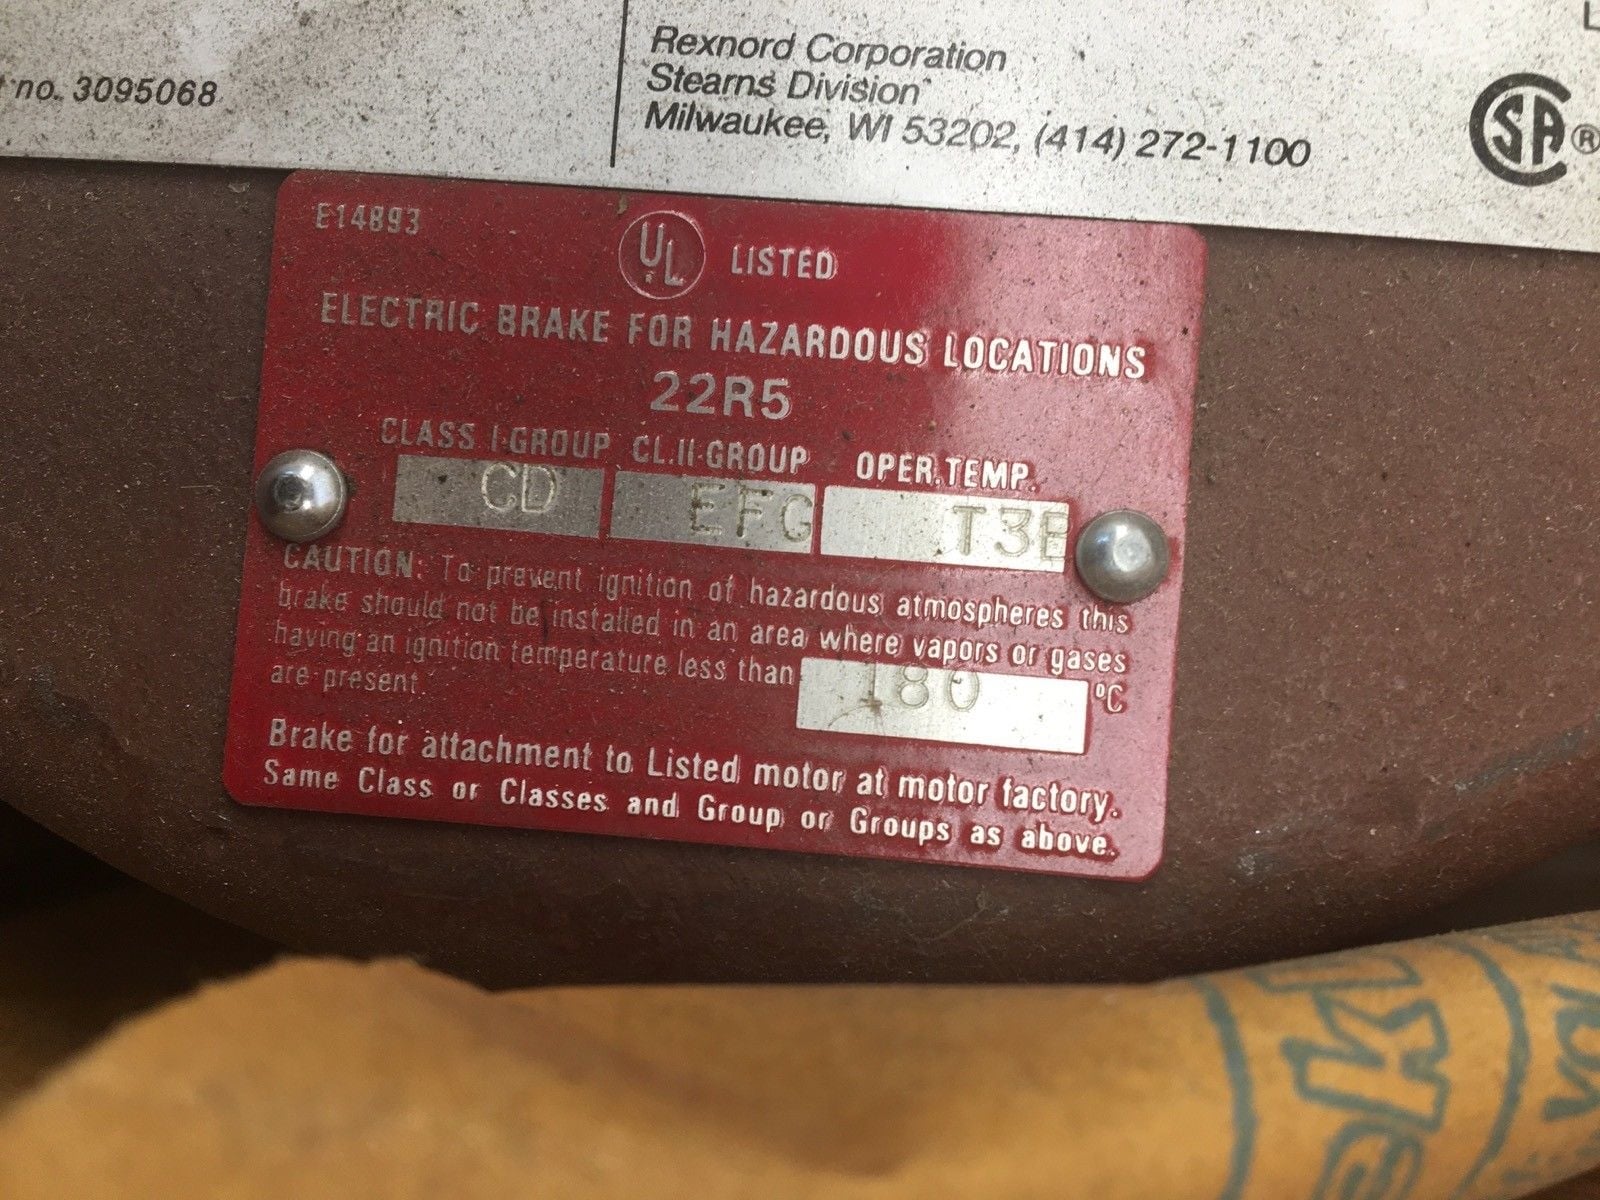 no. 3095068
Rexnord Corporation
Stearns Division
Milwaukee, WI 53202, (414) 272-1100
CSA ®
E14893
UL LISTED
ELECTRIC BRAKE FOR HAZARDOUS LOCATIONS
22R5
CLASS I-GROUP CL.II-GROUP OPER.TEMP.
CD EFG T3B
CAUTION: To prevent ignition of hazardous atmospheres this
brake should not be installed in an area where vapors or gases
having an ignition temperature less than 180 °C
are present.
Brake for attachment to Listed motor at motor factory.
Same Class or Classes and Group or Groups as above.